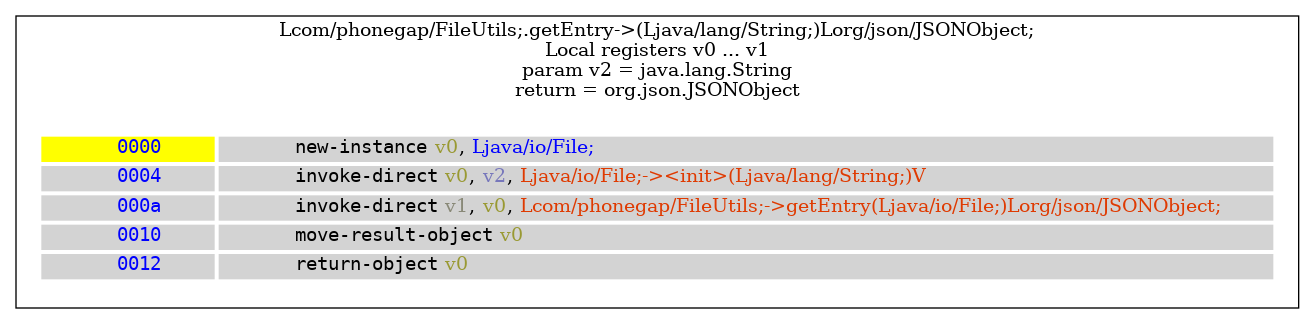 Lcom/phonegap/FileUtils;.getEntry->(Ljava/lang/String;)Lorg/json/JSONObject;
Local registers v0 ... v1
param v2 = java.lang.String
return = org.json.JSONObject
0000 new-instance v0, Ljava/io/File;
0004 invoke-direct v0, v2, Ljava/io/File;-><init>(Ljava/lang/String;)V
000a invoke-direct v1, v0, Lcom/phonegap/FileUtils;->getEntry(Ljava/io/File;)Lorg/json/JSONObject;
0010 move-result-object v0
0012 return-object v0